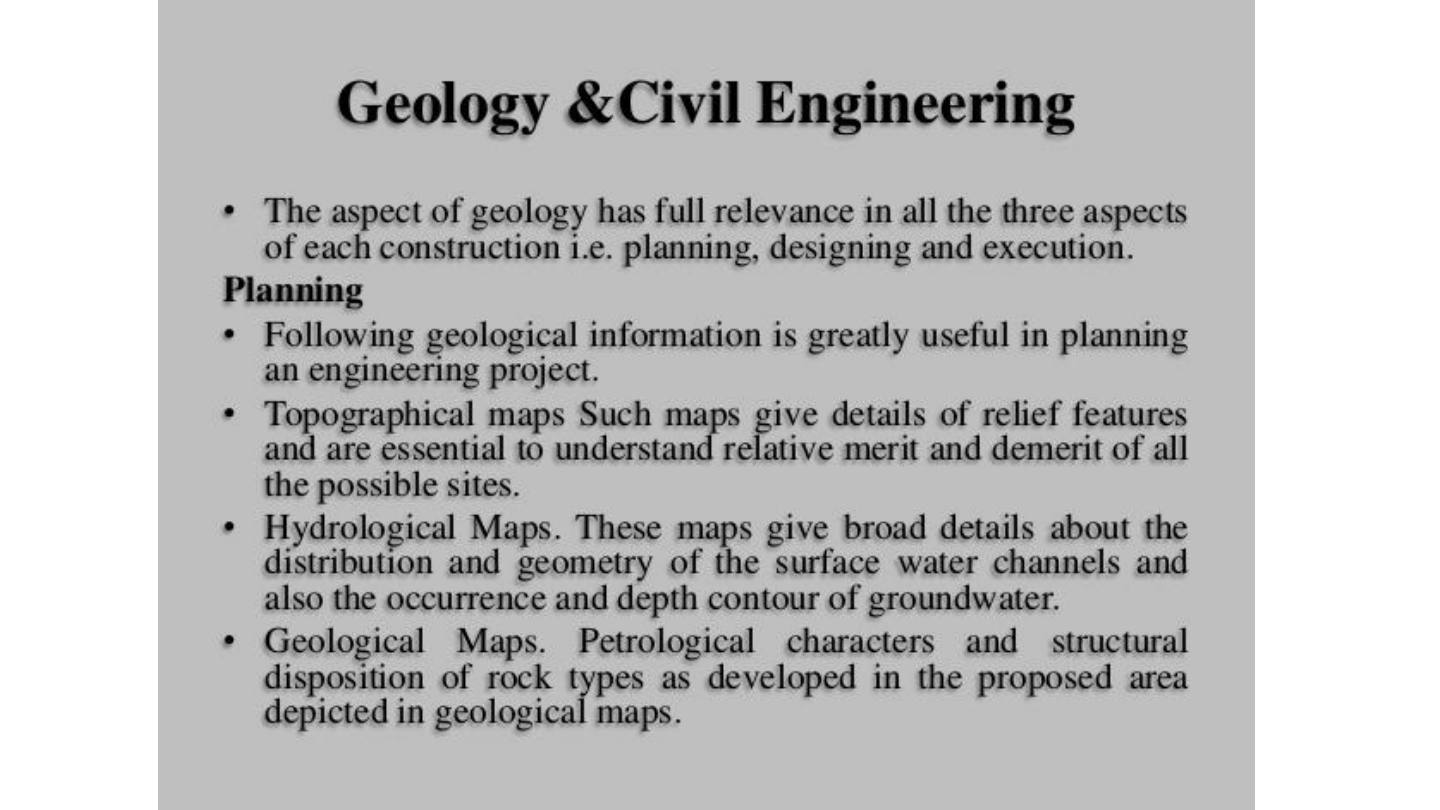 Geology &Civil Engineering
• The aspect of geology has full relevance in all the three aspects
of each construction i.e. planning, designing and execution.
Planning
• Following geological information is greatly useful in planning
an engineering project.
• Topographical maps Such maps give details of relief features
and are essential to understand relative merit and demerit of all
the possible sites.
• Hydrological Maps. These maps give broad details about the
distribution and geometry of the surface water channels and
also the occurrence and depth contour of groundwater.
• Geological Maps. Petrological characters and structural
disposition of rock types as developed in the proposed area
depicted in geological maps.